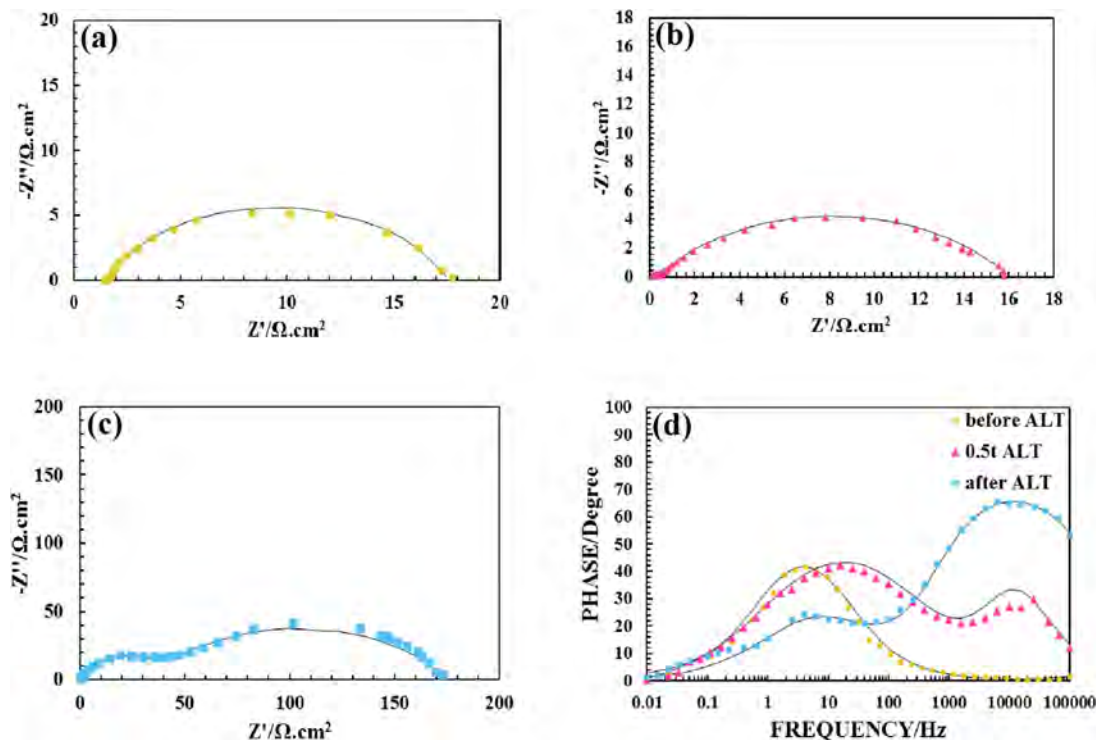 (a)
20
15
10
5
0
-Z''/Ω.cm²
0 5 10 15 20
Z'/Ω.cm²
(b)
18
16
14
12
10
8
6
4
2
0
-Z''/Ω.cm²
0 2 4 6 8 10 12 14 16 18
Z'/Ω.cm²
(c)
200
150
100
50
0
-Z''/Ω.cm²
0 50 100 150 200
Z'/Ω.cm²
(d)
before ALT
0.5t ALT
after ALT
100
90
80
70
60
50
40
30
20
10
0
PHASE/Degree
0.01 0.1 1 10 100 1000 10000 100000
FREQUENCY/Hz